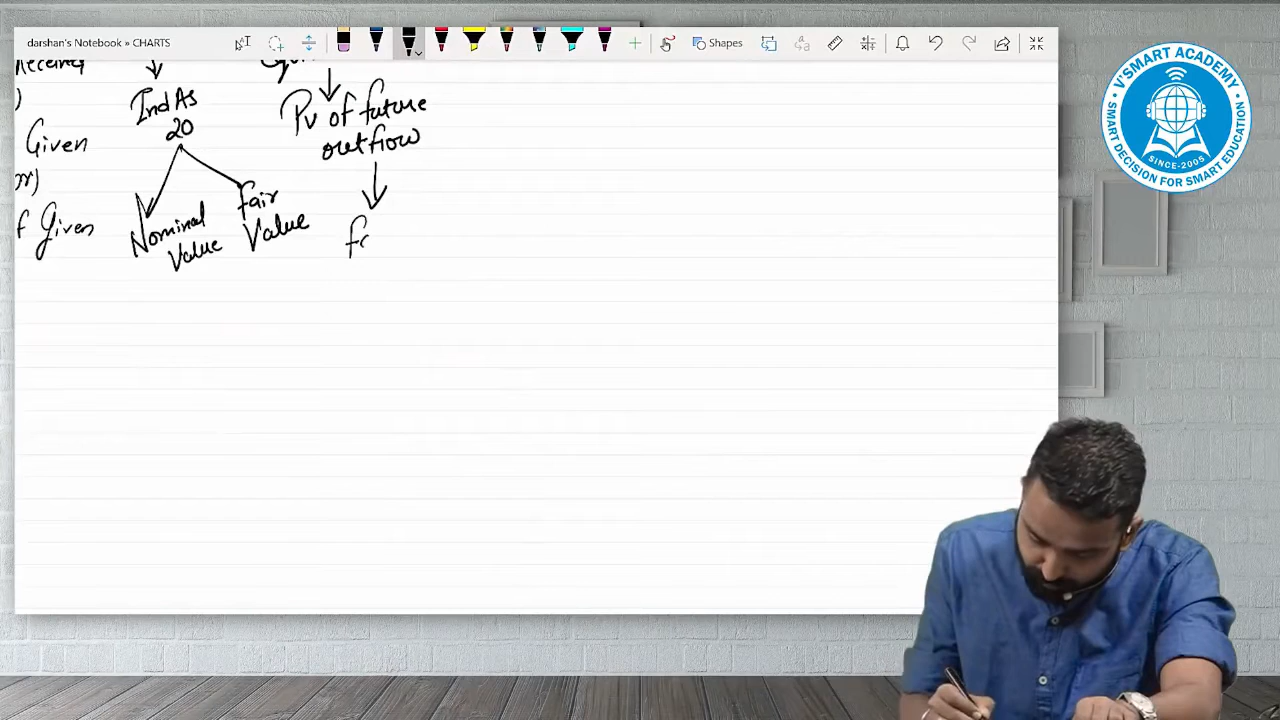 darshan's Notebook » CHARTS
Shapes
Received
Ind As
20
Given
Given
Nominal
Value
Fair
Value
PV of future
outflow
V'SMART ACADEMY
SINCE-2005
SMART DECISION FOR SMART EDUCATION